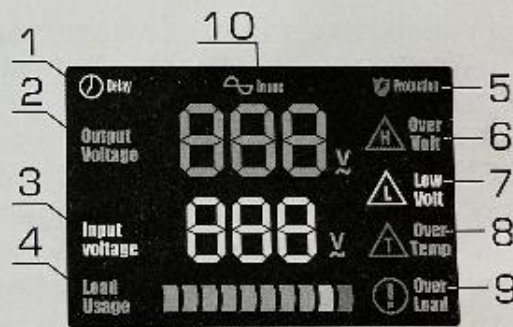 10
1
Delay
5
Protection
2
Output
Voltage
888
V
H
Over
Volt
6
L
Low
Volt
7
3
Input
voltage
888
V
T
Over
Temp
8
4
Load
Usage
!
Over
Load
9